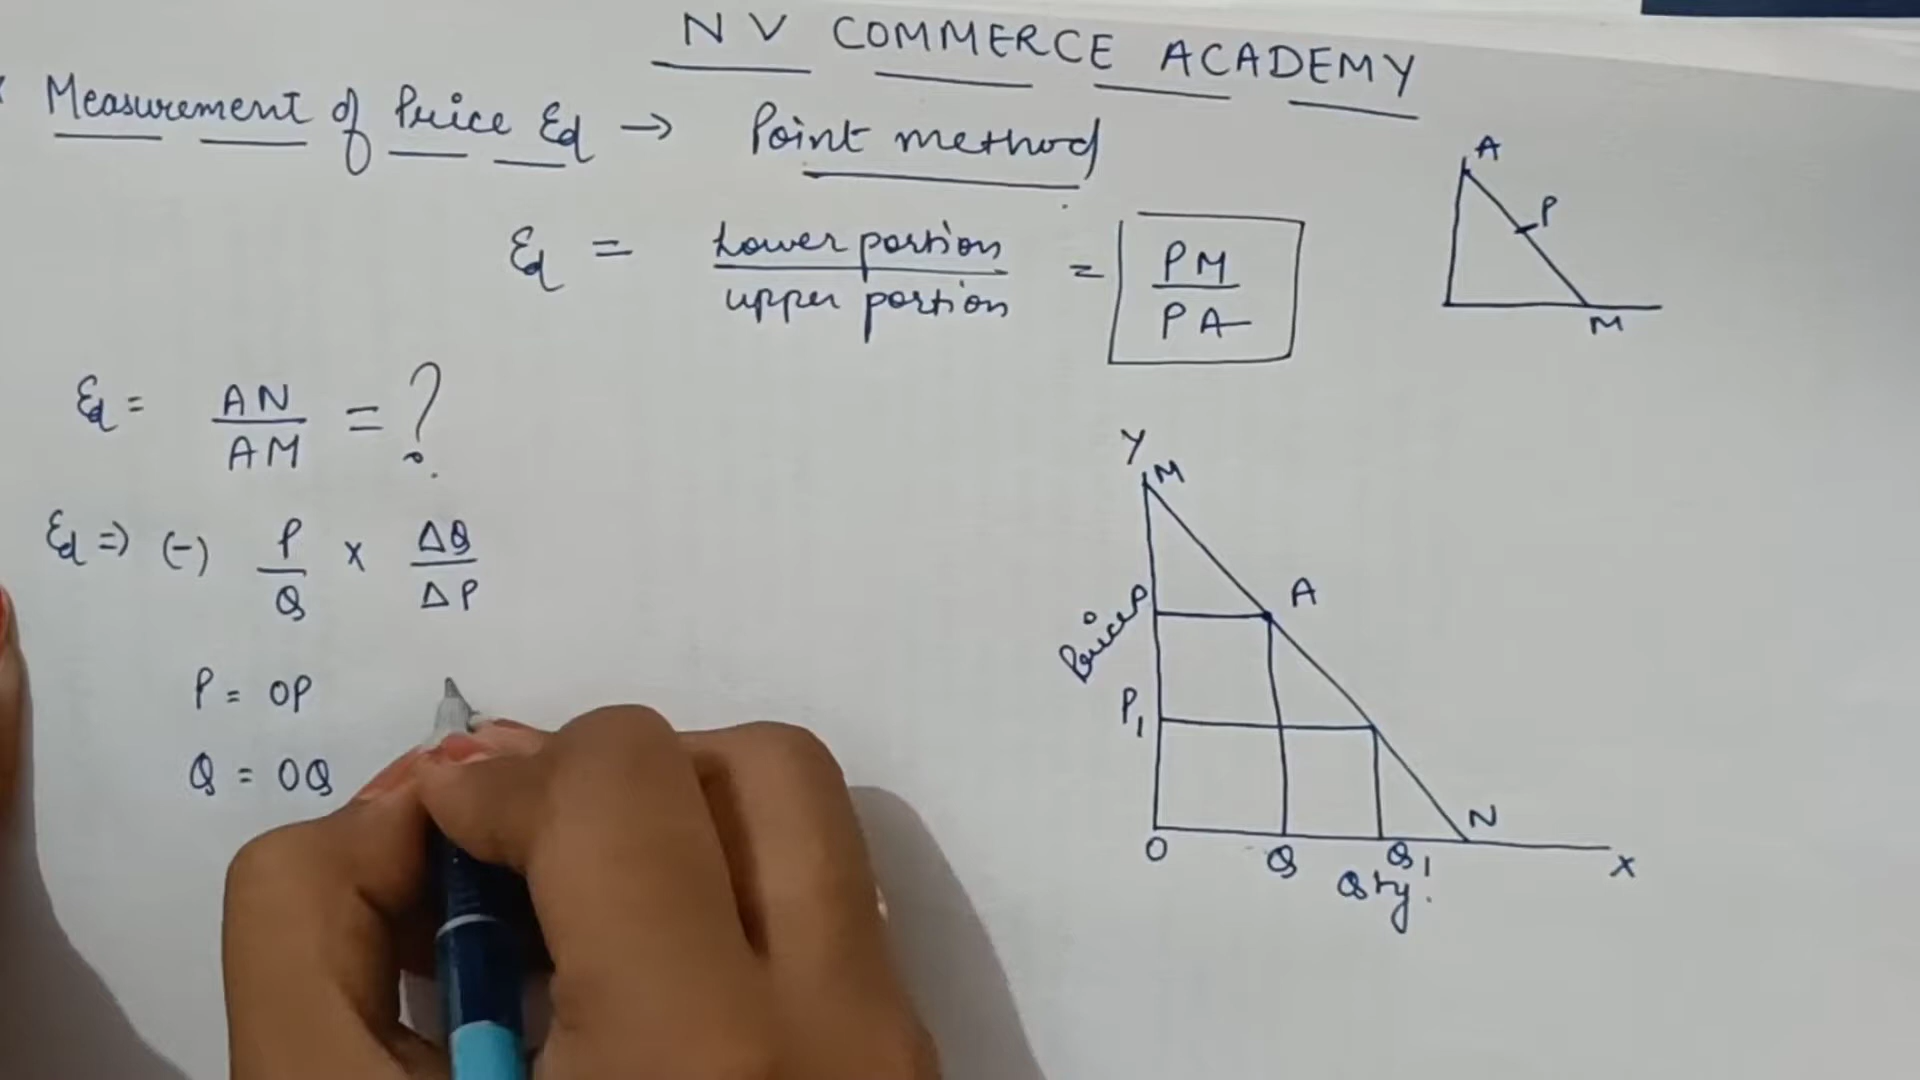 N V COMMERCE ACADEMY
Measurement of Price Ed → Point method
Ed = Lower portion / upper portion = PM / PA
A
P
M
Ed = AN / AM = ?
Ed ⇒ (-) P / Q × ΔQ / ΔP
P = OP
Q = OQ
Y
M
A
Price P
P1
N
O Q Q1 X
Qty.